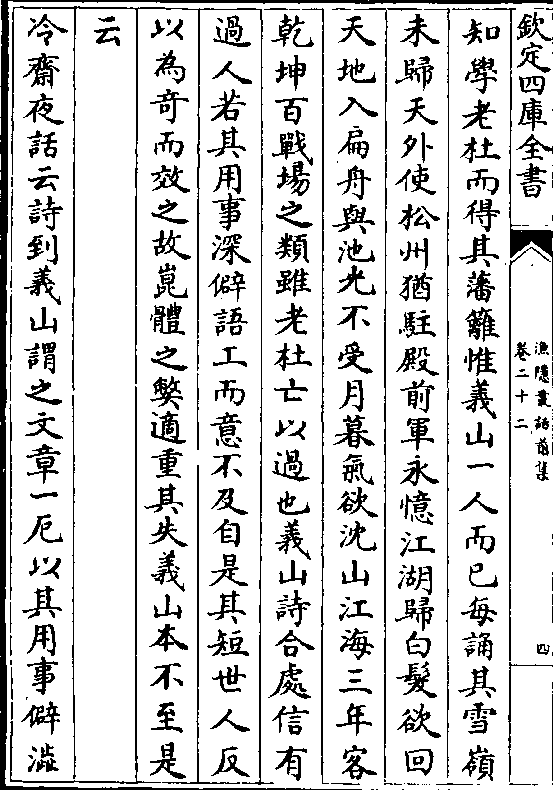 欽定四庫全書
漁隱叢話前集
卷二十二
四
知學老杜而得其藩籬惟義山一人而已每誦其雪嶺
未歸天外使松州猶駐殿前軍永憶江湖歸白髮欲回
天地入扁舟與池光不受月暮氣欲沈山江海三年客
乾坤百戰場之類雖老杜亡以過也義山詩合處信有
過人若其用事深僻語工而意不及自是其短世人反
以為奇而效之故崑體之獘適重其失義山本不至是
云
冷齋夜話云詩到義山謂之文章一厄以其用事僻澁